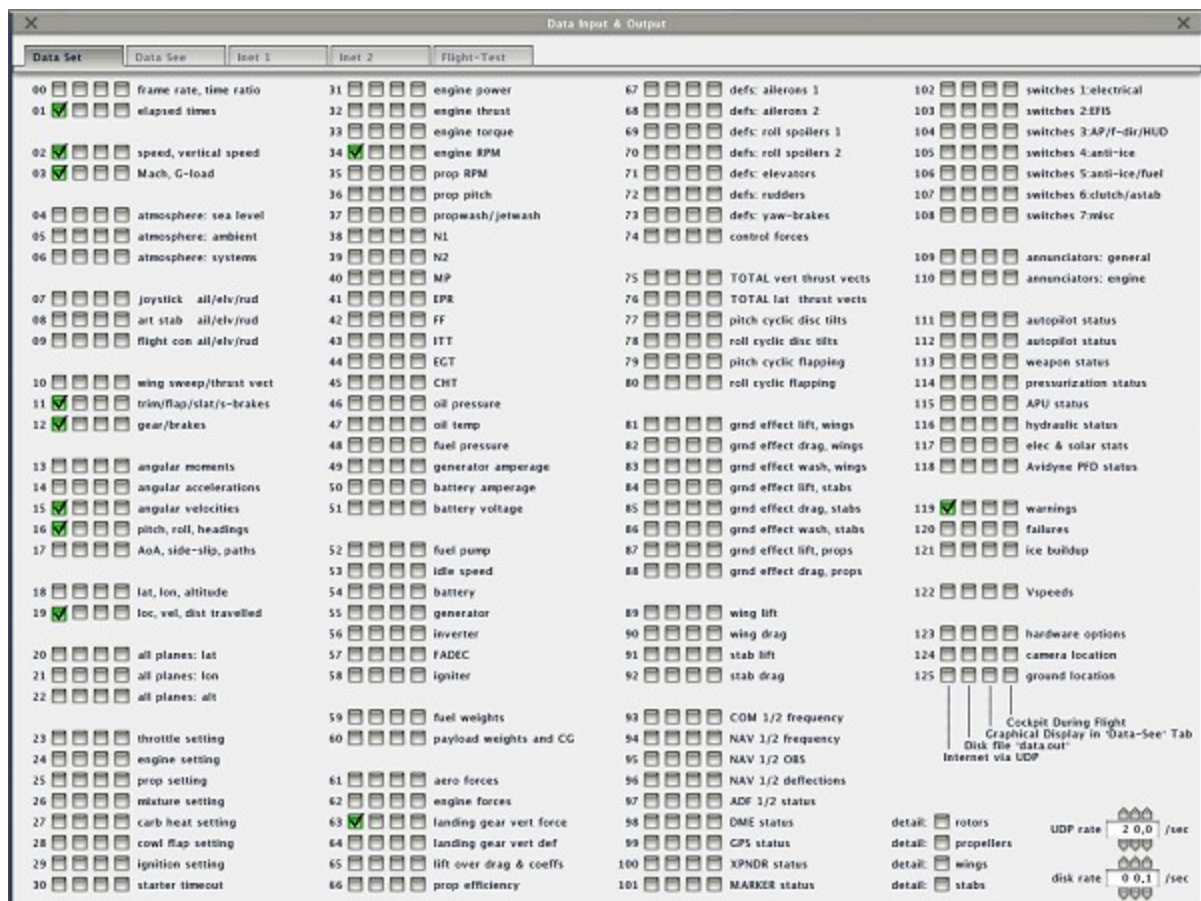 Data Input & Output
Data Set
Data See
Inet 1
Inet 2
Flight-Test
00 frame rate, time ratio
01 elapsed times
02 speed, vertical speed
03 Mach, G-load
04 atmosphere: sea level
05 atmosphere: ambient
06 atmosphere: systems
07 joystick ail/elv/rud
08 art stab ail/elv/rud
09 flight con ail/elv/rud
10 wing sweep/thrust vect
11 trim/flap/slat/s-brakes
12 gear/brakes
13 angular moments
14 angular accelerations
15 angular velocities
16 pitch, roll, headings
17 AoA, side-slip, paths
18 lat, lon, altitude
19 loc, vel, dist travelled
20 all planes: lat
21 all planes: lon
22 all planes: alt
23 throttle setting
24 engine setting
25 prop setting
26 mixture setting
27 carb heat setting
28 cowl flap setting
29 ignition setting
30 starter timeout
31 engine power
32 engine thrust
33 engine torque
34 engine RPM
35 prop RPM
36 prop pitch
37 propwash/jetwash
38 N1
39 N2
40 MP
41 EPR
42 FF
43 ITT
44 EGT
45 CHT
46 oil pressure
47 oil temp
48 fuel pressure
49 generator amperage
50 battery amperage
51 battery voltage
52 fuel pump
53 idle speed
54 battery
55 generator
56 inverter
57 FADEC
58 igniter
59 fuel weights
60 payload weights and CG
61 aero forces
62 engine forces
63 landing gear vert force
64 landing gear vert def
65 lift over drag & coeffs
66 prop efficiency
67 defs: ailerons 1
68 defs: ailerons 2
69 defs: roll spoilers 1
70 defs: roll spoilers 2
71 defs: elevators
72 defs: rudders
73 defs: yaw-brakes
74 control forces
75 TOTAL vert thrust vects
76 TOTAL lat thrust vects
77 pitch cyclic disc tilts
78 roll cyclic disc tilts
79 pitch cyclic flapping
80 roll cyclic flapping
81 grnd effect lift, wings
82 grnd effect drag, wings
83 grnd effect wash, wings
84 grnd effect lift, stabs
85 grnd effect drag, stabs
86 grnd effect wash, stabs
87 grnd effect lift, props
88 grnd effect drag, props
89 wing lift
90 wing drag
91 stab lift
92 stab drag
93 COM 1/2 frequency
94 NAV 1/2 frequency
95 NAV 1/2 OBS
96 NAV 1/2 deflections
97 ADF 1/2 status
98 DME status
99 GPS status
100 XPNDR status
101 MARKER status
102 switches 1:electrical
103 switches 2:EFIS
104 switches 3:AP/f-dir/HUD
105 switches 4:anti-ice
106 switches 5:anti-ice/fuel
107 switches 6:clutch/astab
108 switches 7:misc
109 annunciators: general
110 annunciators: engine
111 autopilot status
112 autopilot status
113 weapon status
114 pressurization status
115 APU status
116 hydraulic status
117 elec & solar stats
118 Avidyne PFD status
119 warnings
120 failures
121 ice buildup
122 Vspeeds
123 hardware options
124 camera location
125 ground location
Cockpit During Flight
Graphical Display in 'Data-See' Tab
Disk file 'data.out'
Internet via UDP
detail: rotors
detail: propellers
detail: wings
detail: stabs
UDP rate 20.0 /sec
disk rate 00.1 /sec